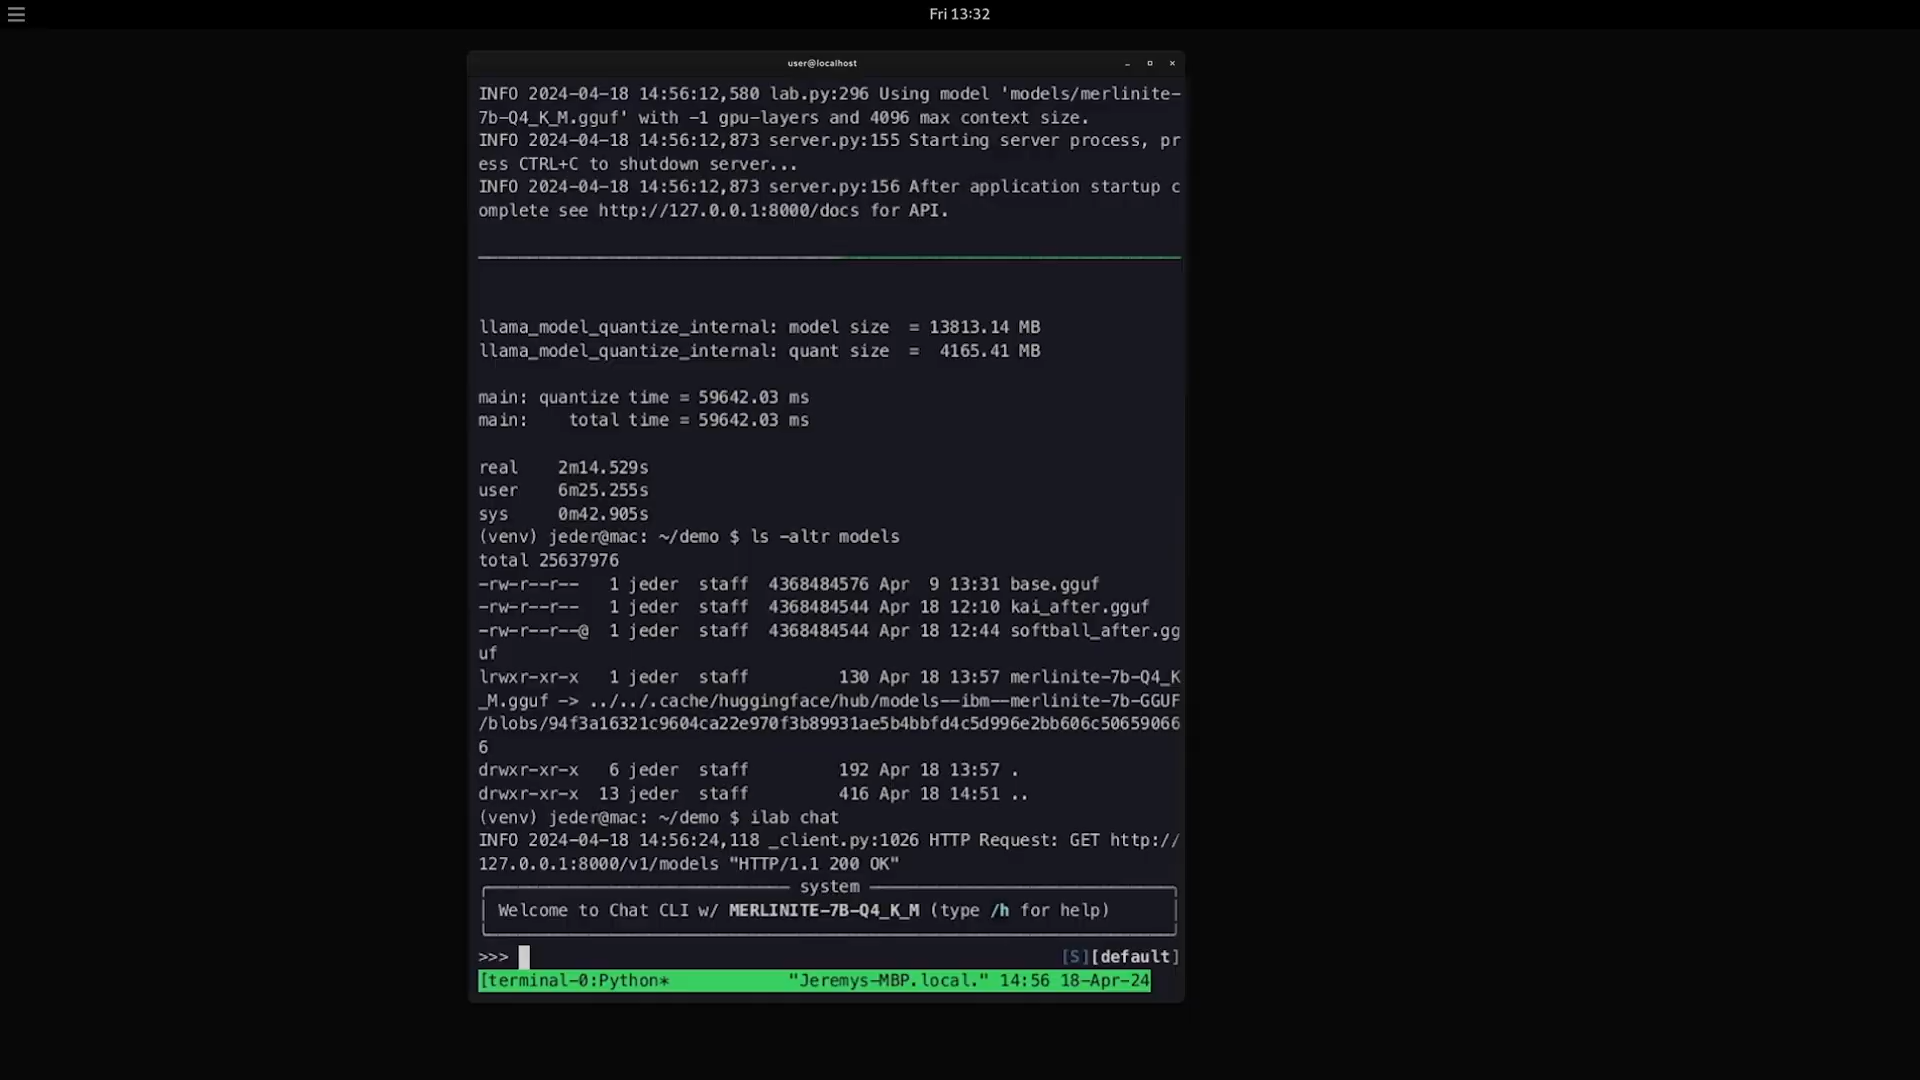 Fri 13:32
user@localhost
INFO 2024-04-18 14:56:12,580 lab.py:296 Using model 'models/merlinite-
7b-Q4_K_M.gguf' with -1 gpu-layers and 4096 max context size.
INFO 2024-04-18 14:56:12,873 server.py:155 Starting server process, pr
ess CTRL+C to shutdown server...
INFO 2024-04-18 14:56:12,873 server.py:156 After application startup c
omplete see http://127.0.0.1:8000/docs for API.
llama_model_quantize_internal: model size  = 13813.14 MB
llama_model_quantize_internal: quant size  =  4165.41 MB
main: quantize time = 59642.03 ms
main:    total time = 59642.03 ms
real    2m14.529s
user    6m25.255s
sys     0m42.905s
(venv) jeder@mac: ~/demo $ ls -altr models
total 25637976
-rw-r--r--   1 jeder  staff  4368484576 Apr  9 13:31 base.gguf
-rw-r--r--   1 jeder  staff  4368484544 Apr 18 12:10 kai_after.gguf
-rw-r--r--@  1 jeder  staff  4368484544 Apr 18 12:44 softball_after.gg
uf
lrwxr-xr-x   1 jeder  staff         130 Apr 18 13:57 merlinite-7b-Q4_K
_M.gguf -> ../../.cache/huggingface/hub/models--ibm--merlinite-7b-GGUF
/blobs/94f3a16321c9604ca22e970f3b89931ae5b4bbfd4c5d996e2bb606c50659066
6
drwxr-xr-x   6 jeder  staff         192 Apr 18 13:57 .
drwxr-xr-x  13 jeder  staff         416 Apr 18 14:51 ..
(venv) jeder@mac: ~/demo $ ilab chat
INFO 2024-04-18 14:56:24,118 _client.py:1026 HTTP Request: GET http://
127.0.0.1:8000/v1/models "HTTP/1.1 200 OK"
system
Welcome to Chat CLI w/ MERLINITE-7B-Q4_K_M (type /h for help)
>>> [S][default]
[terminal-0:Python* "Jeremys-MBP.local." 14:56 18-Apr-24